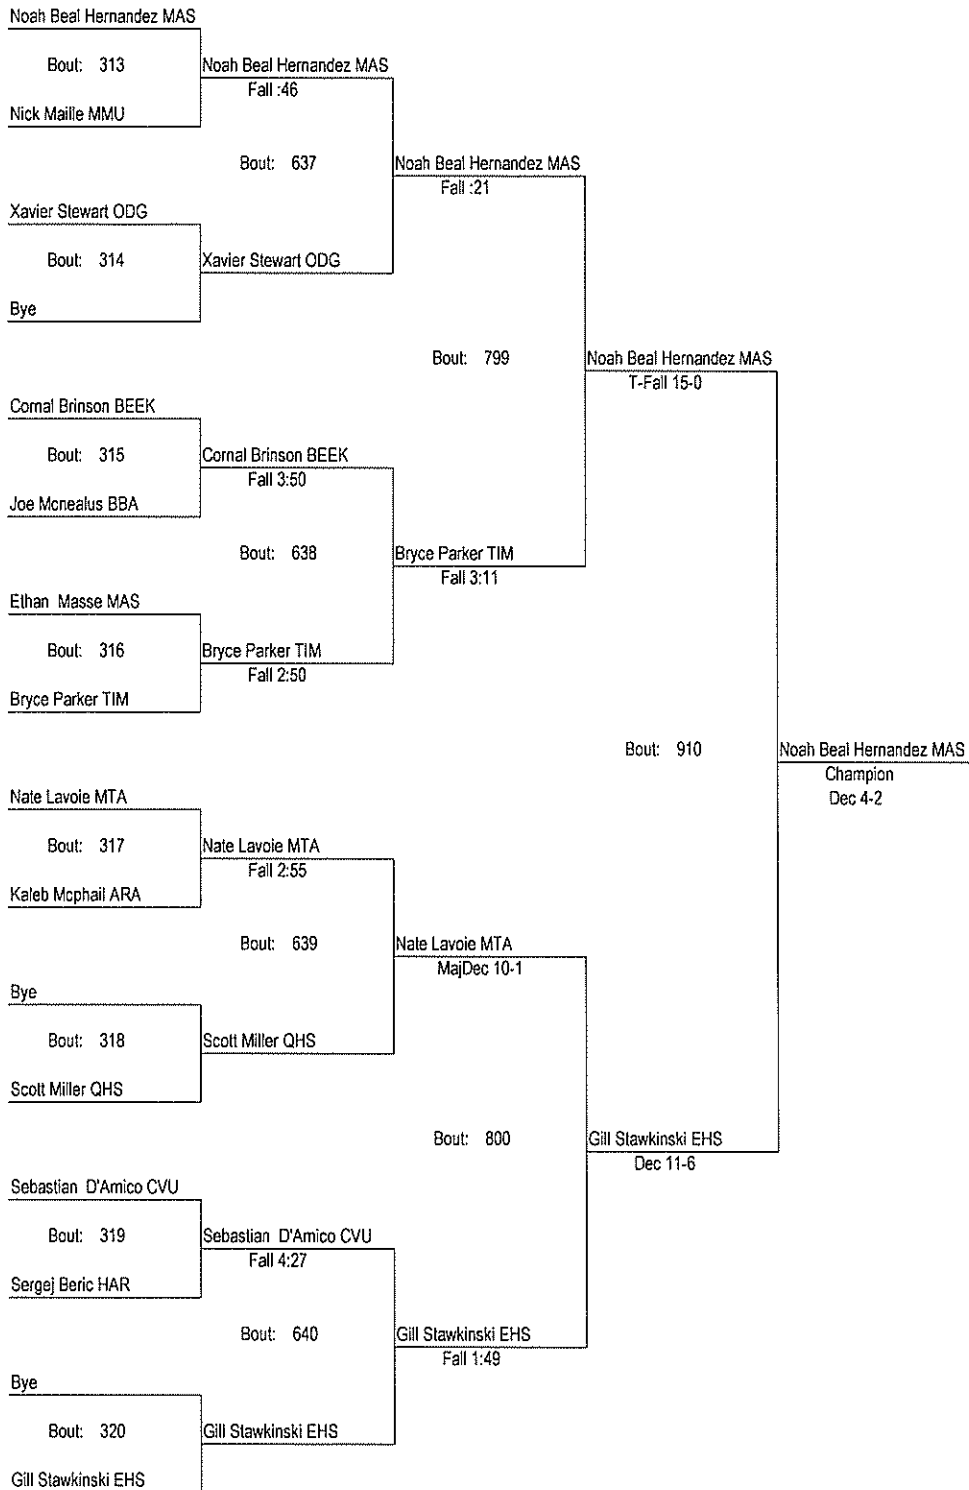 Noah Beal Hernandez MAS
Bout: 313
Noah Beal Hernandez MAS
Fall :46
Nick Maille MMU
Bout: 637
Noah Beal Hernandez MAS
Fall :21
Xavier Stewart ODG
Bout: 314
Xavier Stewart ODG
Bye
Bout: 799
Noah Beal Hernandez MAS
T-Fall 15-0
Cornal Brinson BEEK
Bout: 315
Cornal Brinson BEEK
Fall 3:50
Joe Mcnealus BBA
Bout: 638
Bryce Parker TIM
Fall 3:11
Ethan Masse MAS
Bout: 316
Bryce Parker TIM
Fall 2:50
Bryce Parker TIM
Bout: 910
Noah Beal Hernandez MAS
Champion
Dec 4-2
Nate Lavoie MTA
Bout: 317
Nate Lavoie MTA
Fall 2:55
Kaleb Mcphail ARA
Bout: 639
Nate Lavoie MTA
MajDec 10-1
Bye
Bout: 318
Scott Miller QHS
Scott Miller QHS
Bout: 800
Gill Stawkinski EHS
Dec 11-6
Sebastian D'Amico CVU
Bout: 319
Sebastian D'Amico CVU
Fall 4:27
Sergej Beric HAR
Bout: 640
Gill Stawkinski EHS
Fall 1:49
Bye
Bout: 320
Gill Stawkinski EHS
Gill Stawkinski EHS